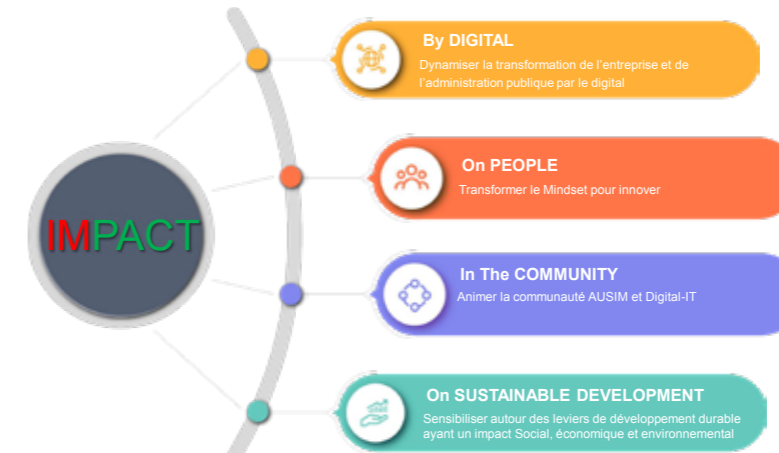 IMPACT
By DIGITAL
Dynamiser la transformation de l'entreprise et de
l'administration publique par le digital
On PEOPLE
Transformer le Mindset pour innover
In The COMMUNITY
Animer la communauté AUSIM et Digital-IT
On SUSTAINABLE DEVELOPMENT
Sensibiliser autour des leviers de développement durable
ayant un impact Social, économique et environnemental